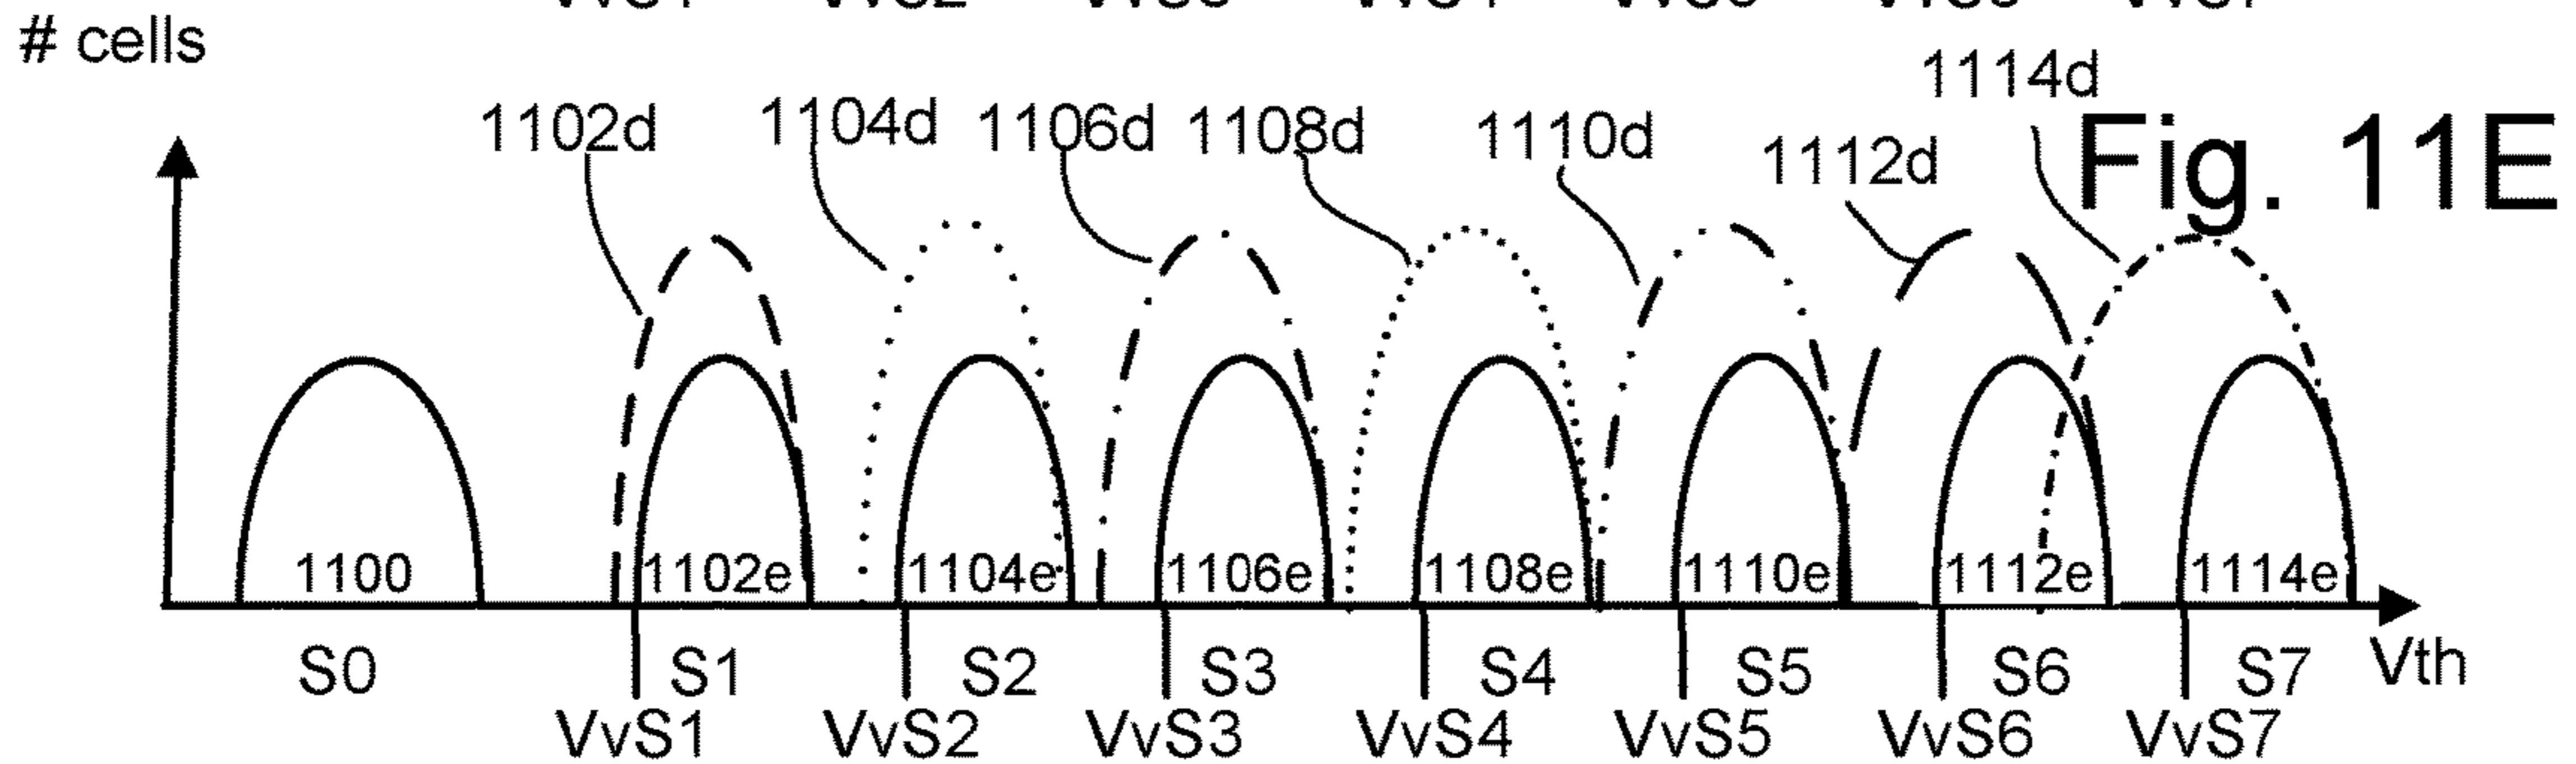 # cells
1114d
1102d 1104d 1106d 1108d 1110d 1112d Fig. 11E
1100 1102e 1104e 1106e 1108e 1110e 1112e 1114e
S0 S1 S2 S3 S4 S5 S6 S7 Vth
VvS1 VvS2 VvS3 VvS4 VvS5 VvS6 VvS7